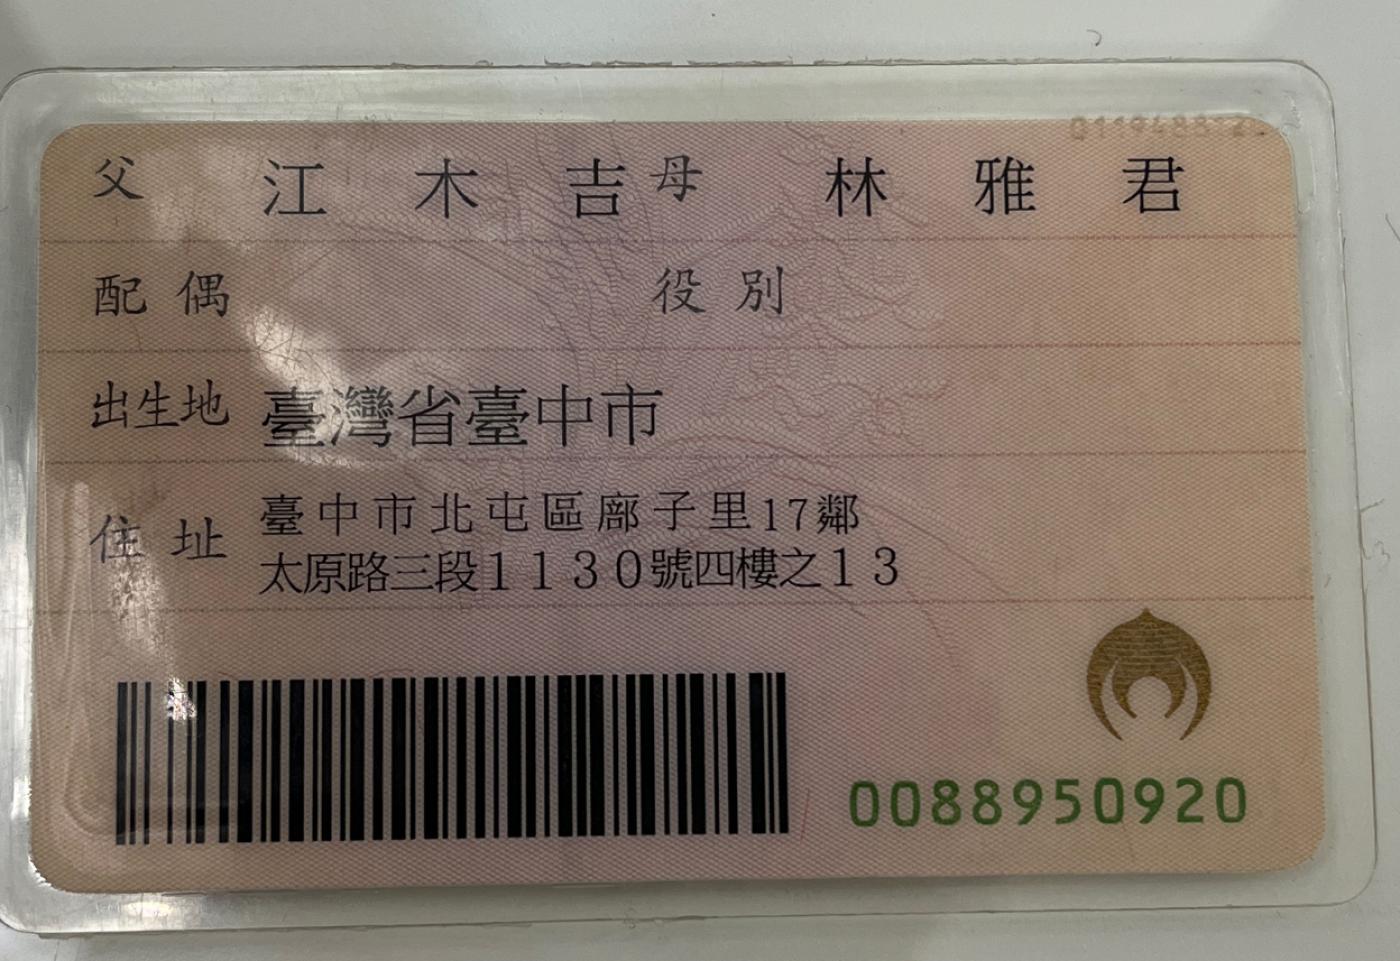 父 江木吉 母 林雅君
配偶 役別
出生地 臺灣省臺中市
住址 臺中市北屯區廍子里17鄰
太原路三段1130號四樓之13
0088950920